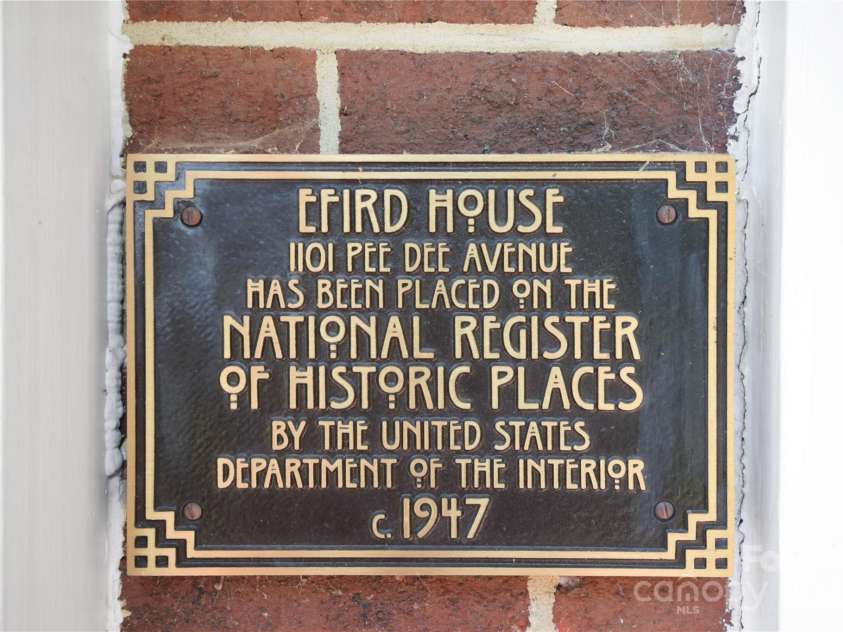 EFIRD HOUSE
1101 PEE DEE AVENUE
HAS BEEN PLACED ON THE
NATIONAL REGISTER
OF HISTORIC PLACES
BY THE UNITED STATES
DEPARTMENT OF THE INTERIOR
c. 1947
canopy
MLS